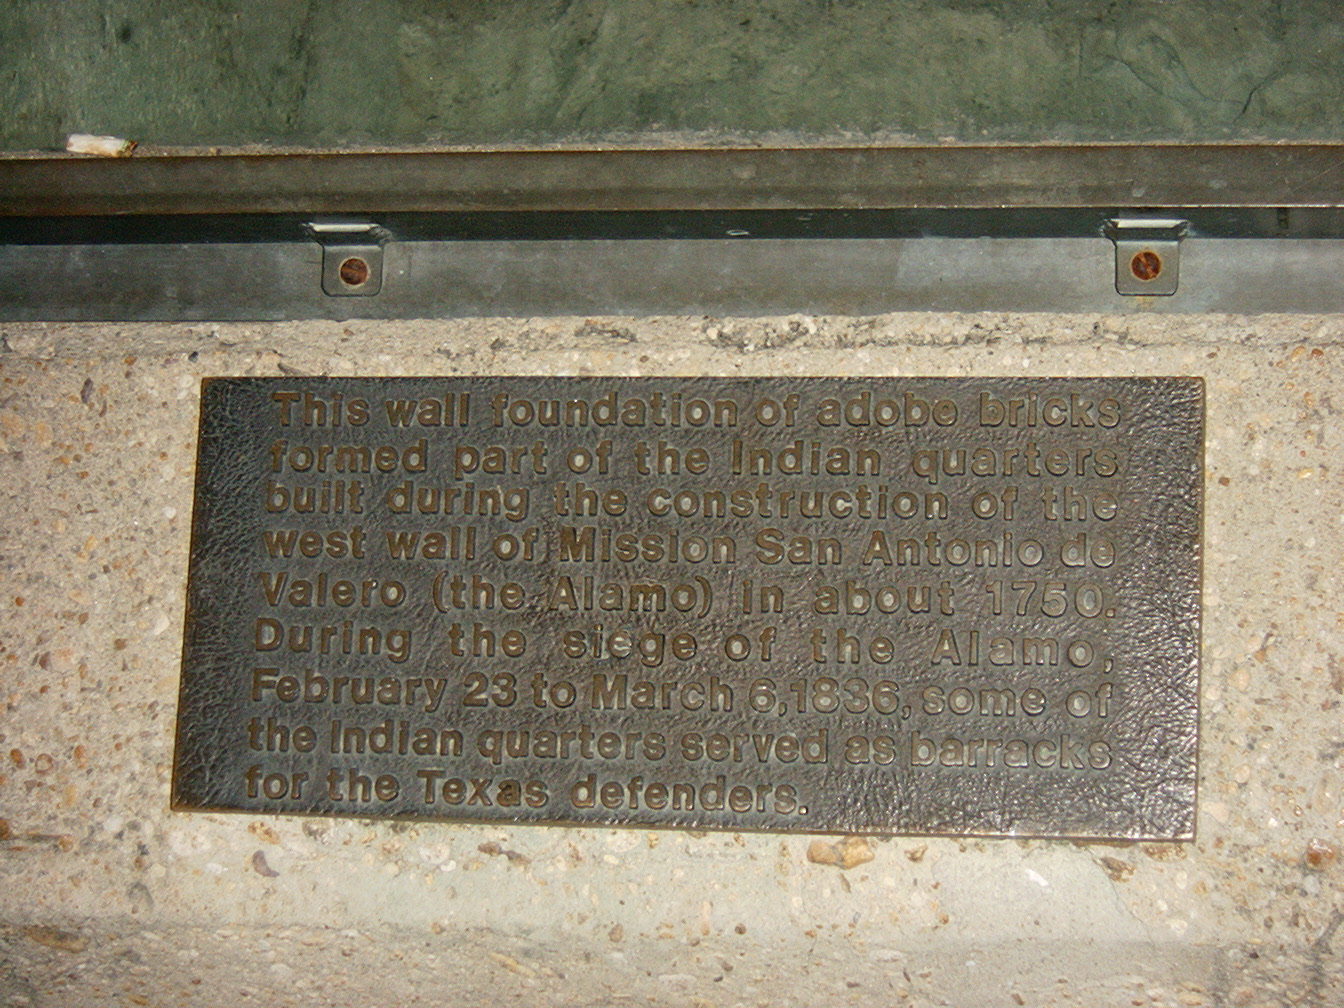 This wall foundation of adobe bricks
formed part of the Indian quarters
built during the construction of the
west wall of Mission San Antonio de
Valero (the Alamo) in about 1750.
During the siege of the Alamo,
February 23 to March 6,1836, some of
the Indian quarters served as barracks
for the Texas defenders.